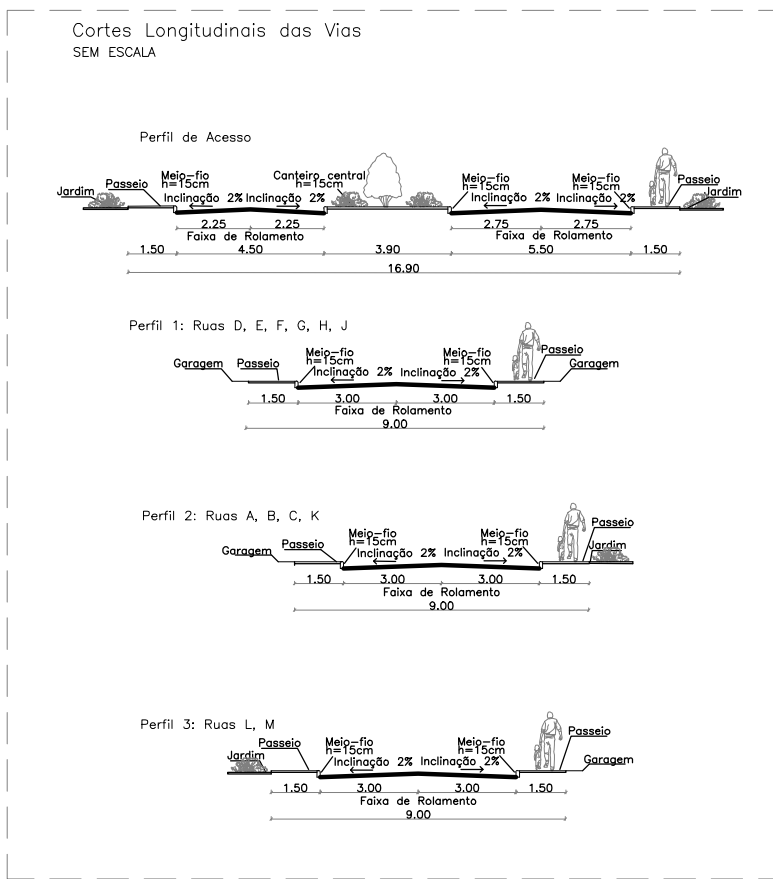 Cortes Longitudinais das Vias
SEM ESCALA
Perfil de Acesso
Jardim
Passeio
Meio-fio
h=15cm
Inclinação 2%
Inclinação 2%
Canteiro central
h=15cm
Meio-fio
h=15cm
Inclinação 2%
Inclinação 2%
Meio-fio
h=15cm
Passeio
Jardim
2.25 2.25 2.75 2.75
Faixa de Rolamento Faixa de Rolamento
1.50 4.50 3.90 5.50 1.50
16.90
Perfil 1: Ruas D, E, F, G, H, J
Garagem
Passeio
Meio-fio
h=15cm
Inclinação 2% Inclinação 2%
Meio-fio
h=15cm
Passeio
Garagem
1.50 3.00 3.00 1.50
Faixa de Rolamento
9.00
Perfil 2: Ruas A, B, C, K
Garagem
Passeio
Meio-fio
h=15cm
Inclinação 2% Inclinação 2%
Meio-fio
h=15cm
Passeio
Jardim
1.50 3.00 3.00 1.50
Faixa de Rolamento
9.00
Perfil 3: Ruas L, M
Jardim
Passeio
Meio-fio
h=15cm
Inclinação 2% Inclinação 2%
Meio-fio
h=15cm
Passeio
Garagem
1.50 3.00 3.00 1.50
Faixa de Rolamento
9.00